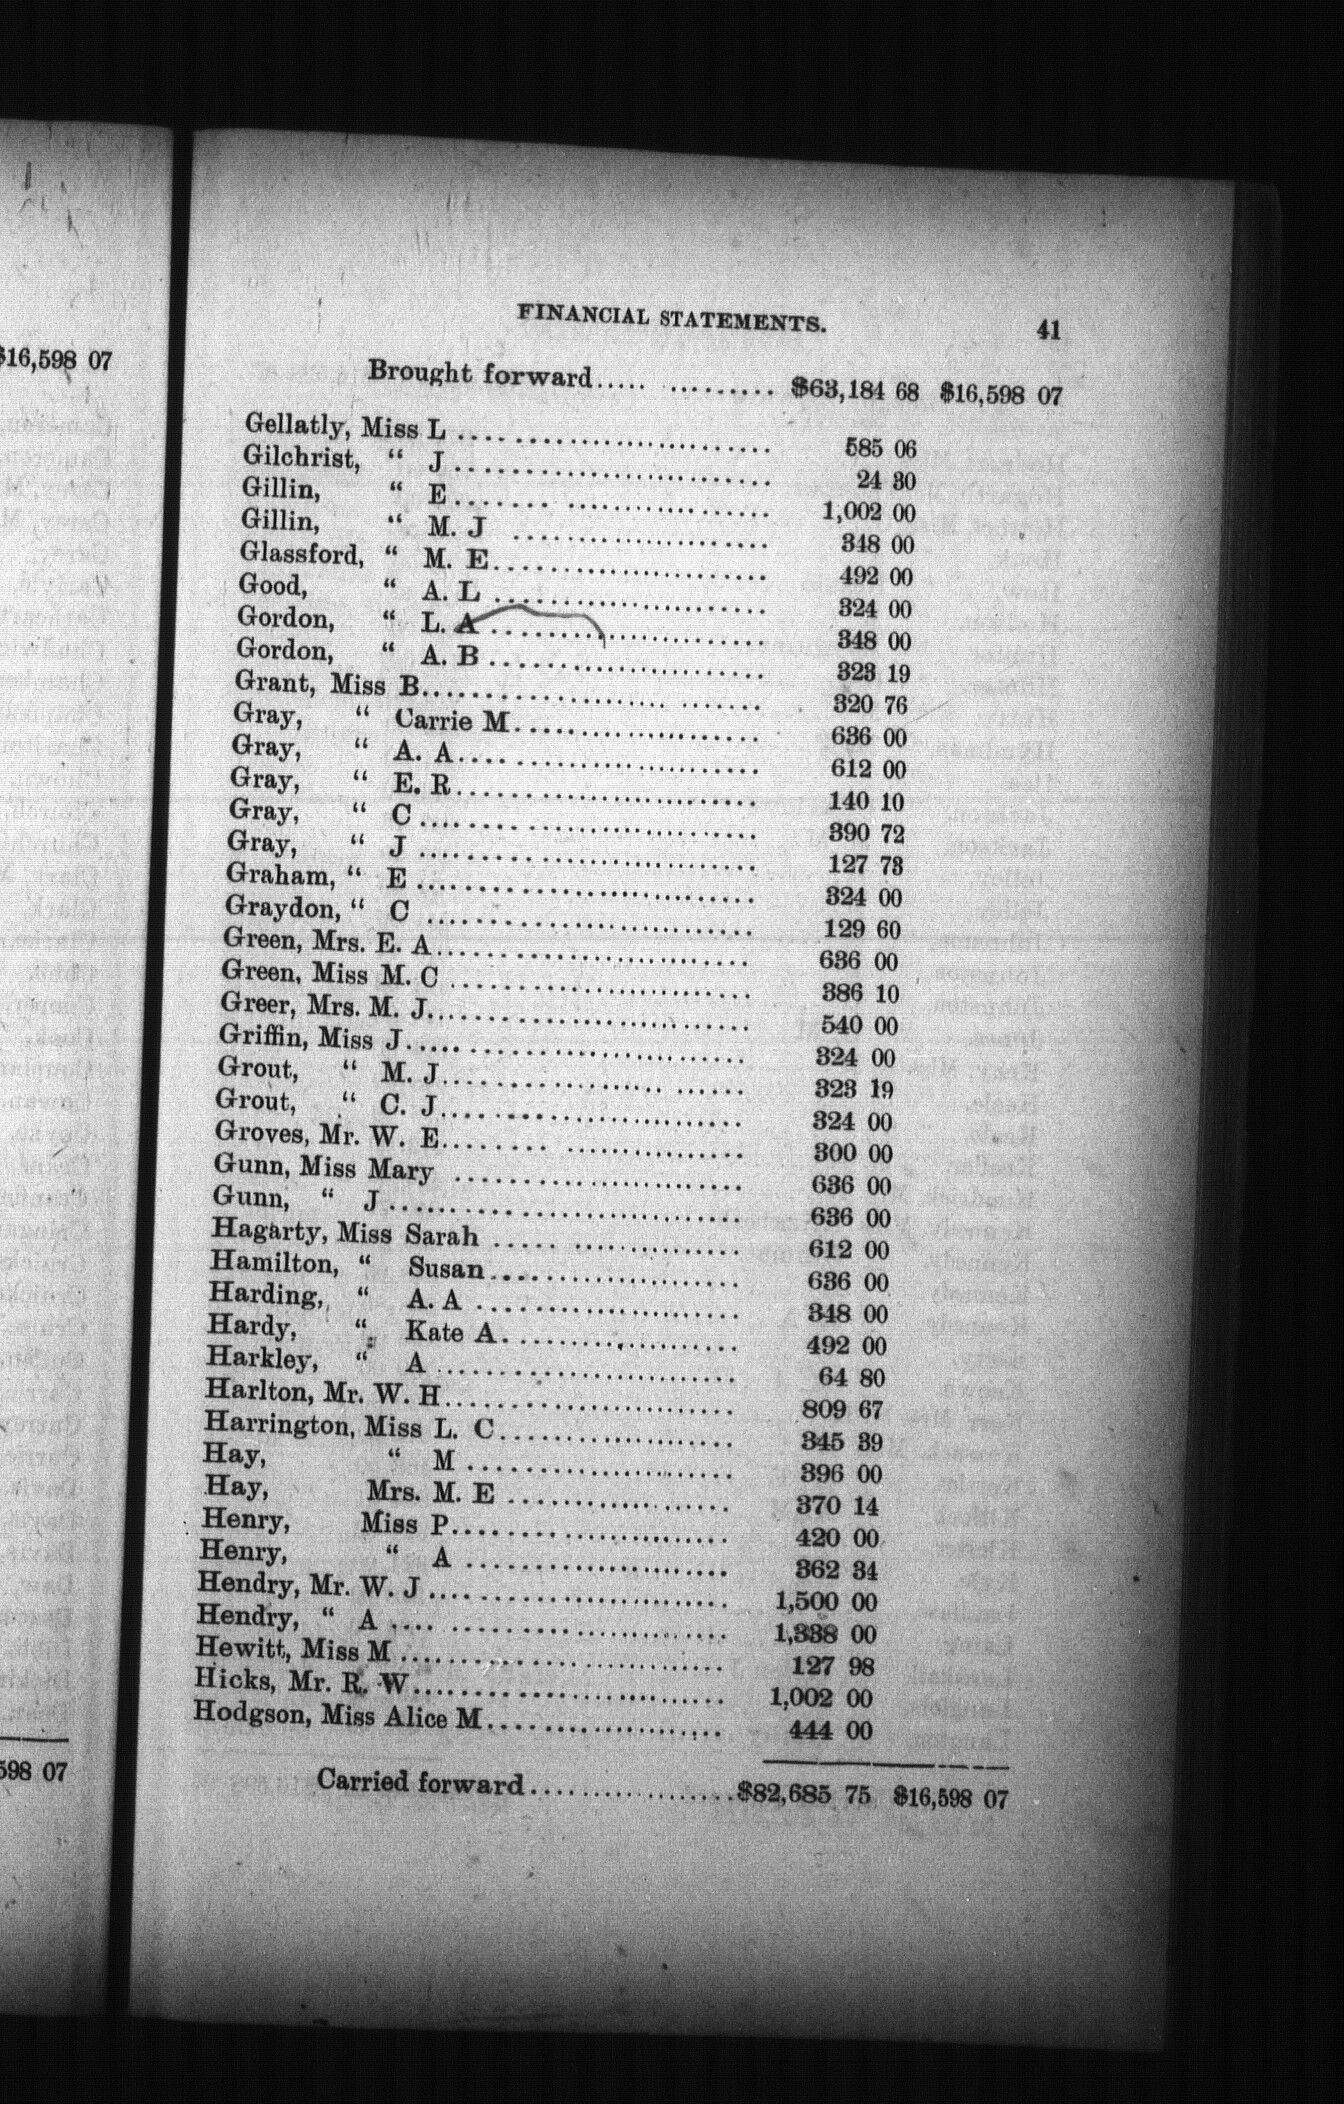 $16,598 07
598 07
FINANCIAL STATEMENTS. 41
Brought forward..... ............ $63,184 68 $16,598 07
Gellatly, Miss L ........................... 585 06
Gilchrist, “ J ........................... 24 30
Gillin, “ E....... ................. 1,002 00
Gillin, “ M. J ..................... 348 00
Glassford, “ M. E....................... 492 00
Good, “ A. L ....................... 324 00
Gordon, “ L. A ....................... 348 00
Gordon, “ A. B ....................... 323 19
Grant, Miss B.................... ....... 320 76
Gray, “ Carrie M..................... 636 00
Gray, “ A. A......................... 612 00
Gray, “ E. R......................... 140 10
Gray, “ C ........................... 390 72
Gray, “ J ........................... 127 73
Graham, “ E ........................... 324 00
Graydon, “ C ........................... 129 60
Green, Mrs. E. A......................... 636 00
Green, Miss M. C ......................... 386 10
Greer, Mrs. M. J......................... 540 00
Griffin, Miss J........................... 324 00
Grout, “ M. J................. ....... 323 19
Grout, “ C. J......................... 324 00
Groves, Mr. W. E........ ............... 300 00
Gunn, Miss Mary ....................... 636 00
Gunn, “ J ........................... 636 00
Hagarty, Miss Sarah ..................... 612 00
Hamilton, “ Susan..................... 636 00
Harding, “ A. A ..................... 348 00
Hardy, “ Kate A.................... 492 00
Harkley, “ A ....................... 64 80
Harlton, Mr. W. H....................... 809 67
Harrington, Miss L. C.................... 345 39
Hay, “ M ..................... 396 00
Hay, Mrs. M. E ................... 370 14
Henry, Miss P...................... 420 00
Henry, “ A ..................... 362 34
Hendry, Mr. W. J ....................... 1,500 00
Hendry, “ A .... ..................... 1,338 00
Hewitt, Miss M ......................... 127 98
Hicks, Mr. R. W......................... 1,002 00
Hodgson, Miss Alice M................... 444 00
Carried forward................$82,685 75 $16,598 07